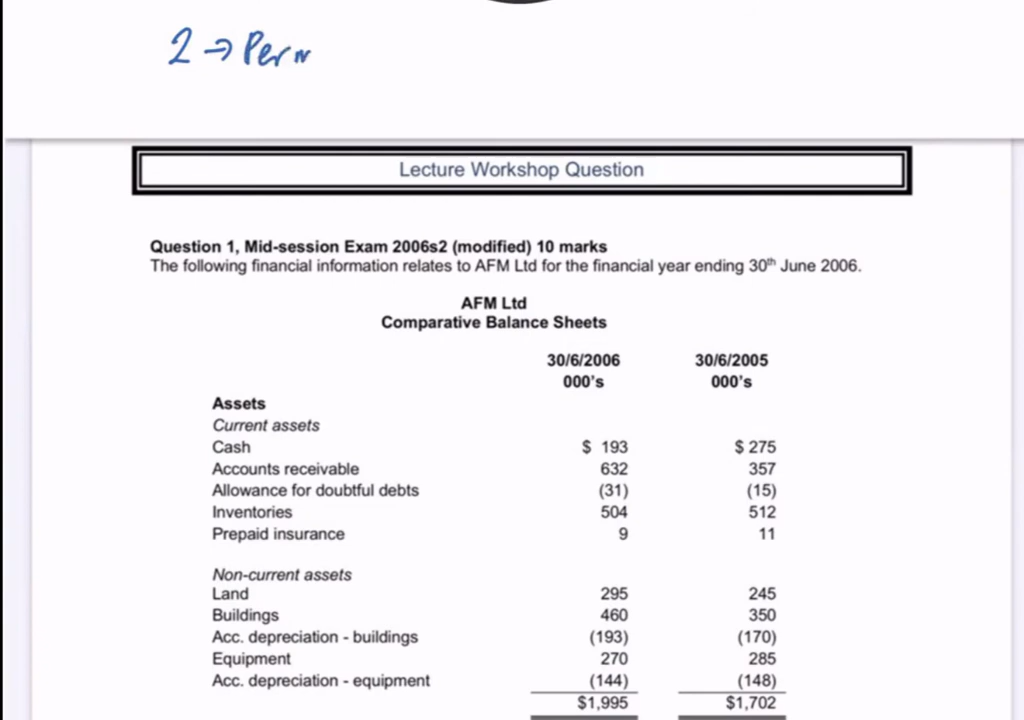 2 → Per
Lecture Workshop Question
Question 1, Mid-session Exam 2006s2 (modified) 10 marks
The following financial information relates to AFM Ltd for the financial year ending 30th June 2006.
AFM Ltd
Comparative Balance Sheets
30/6/2006 30/6/2005
000's 000's
Assets
Current assets
Cash $ 193 $ 275
Accounts receivable 632 357
Allowance for doubtful debts (31) (15)
Inventories 504 512
Prepaid insurance 9 11
Non-current assets
Land 295 245
Buildings 460 350
Acc. depreciation - buildings (193) (170)
Equipment 270 285
Acc. depreciation - equipment (144) (148)
$1,995 $1,702